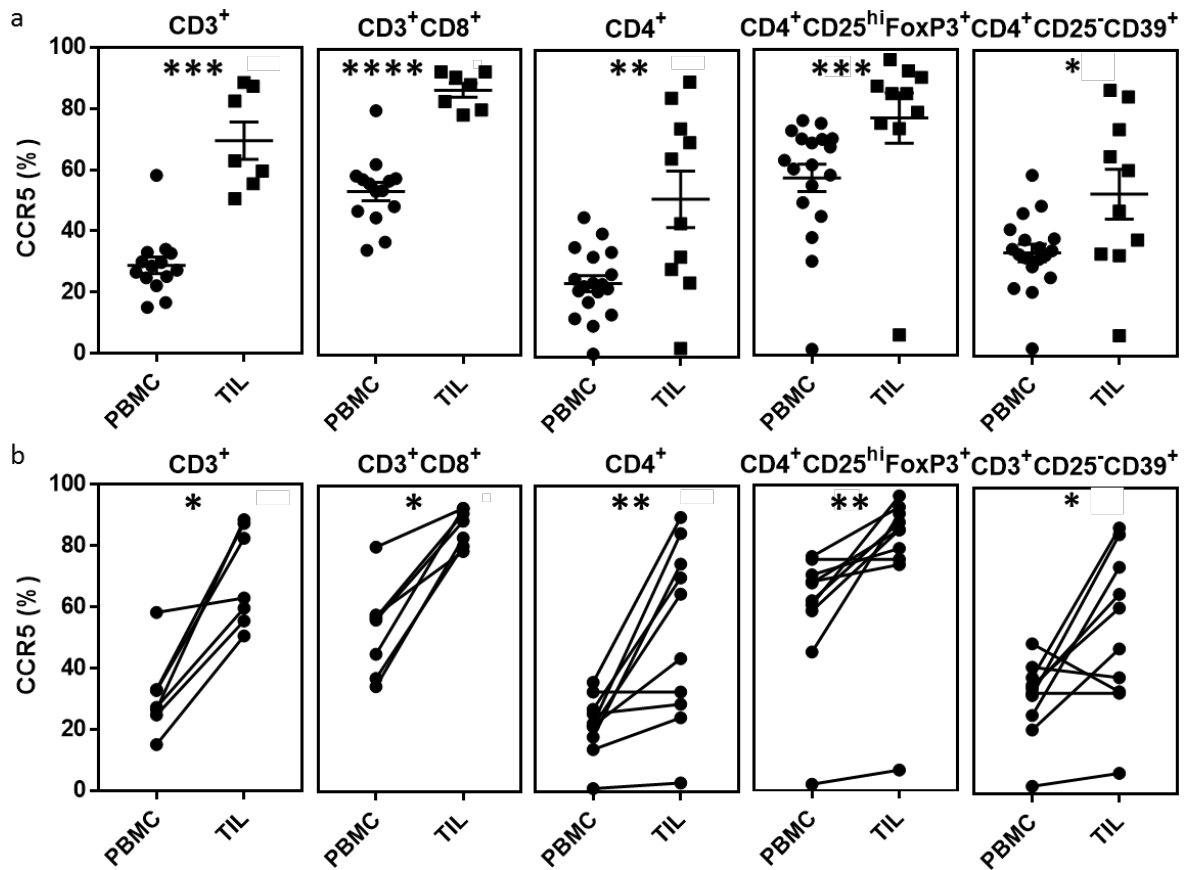 a
CD3⁺ CD3⁺CD8⁺ CD4⁺ CD4⁺CD25ʰⁱFoxP3⁺ CD4⁺CD25⁻CD39⁺
*** **** ** *** *
CCR5 (%)
100
80
60
40
20
0
PBMC TIL PBMC TIL PBMC TIL PBMC TIL PBMC TIL
b
CD3⁺ CD3⁺CD8⁺ CD4⁺ CD4⁺CD25ʰⁱFoxP3⁺ CD3⁺CD25⁻CD39⁺
* * ** ** *
CCR5 (%)
100
80
60
40
20
0
PBMC TIL PBMC TIL PBMC TIL PBMC TIL PBMC TIL